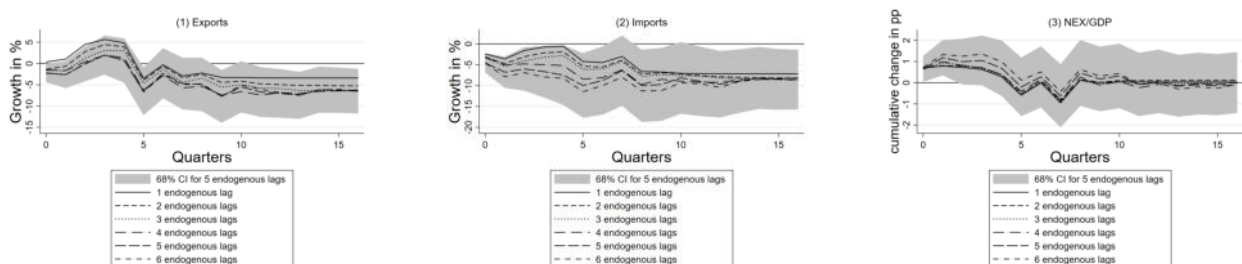 (1) Exports
Growth in %
5
0
-5
-10
-15
0 5 10 15
Quarters
68% CI for 5 endogenous lags
1 endogenous lag
2 endogenous lags
3 endogenous lags
4 endogenous lags
5 endogenous lags
6 endogenous lags
(2) Imports
Growth in %
0
-5
-10
-15
-20
0 5 10 15
Quarters
68% CI for 5 endogenous lags
1 endogenous lag
2 endogenous lags
3 endogenous lags
4 endogenous lags
5 endogenous lags
6 endogenous lags
(3) NEX/GDP
cumulative change in pp
2
1
0
-1
-2
0 5 10 15
Quarters
68% CI for 5 endogenous lags
1 endogenous lag
2 endogenous lags
3 endogenous lags
4 endogenous lags
5 endogenous lags
6 endogenous lags